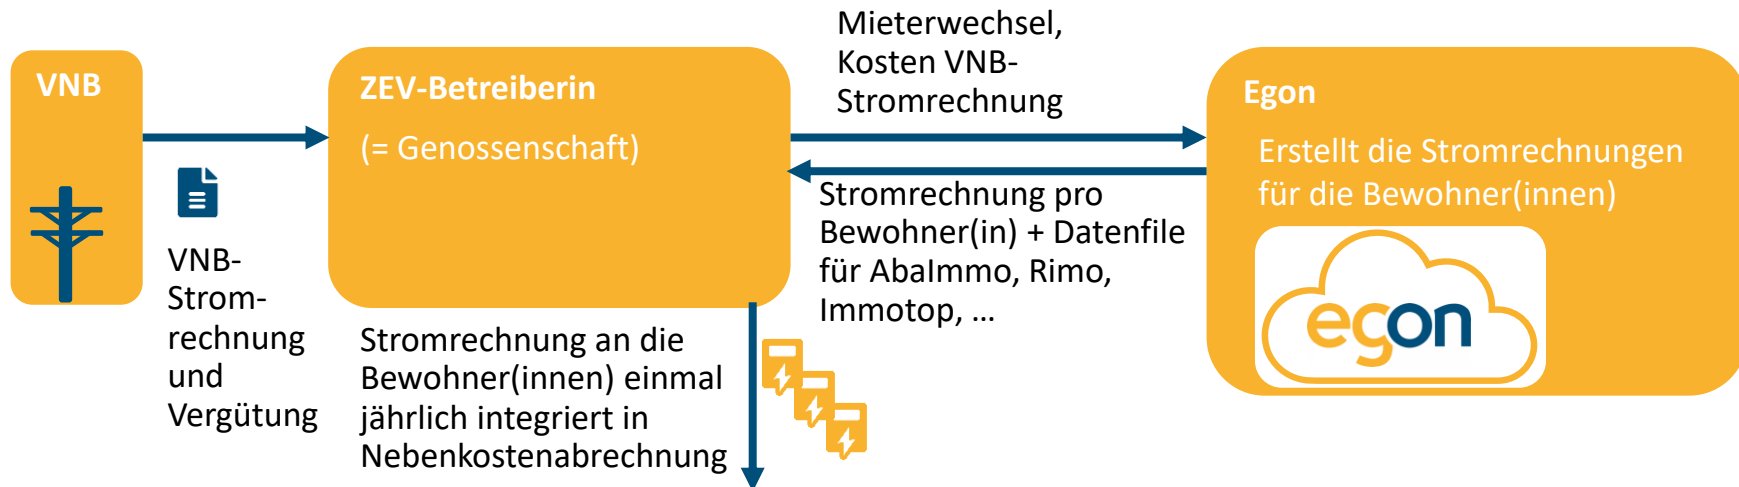 VNB
VNB-
Strom-
rechnung
und
Vergütung
ZEV-Betreiberin
(= Genossenschaft)
Stromrechnung an die
Bewohner(innen) einmal
jährlich integriert in
Nebenkostenabrechnung
Mieterwechsel,
Kosten VNB-
Stromrechnung
Stromrechnung pro
Bewohner(in) + Datenfile
für AbaImmo, Rimo,
Immotop, ...
Egon
Erstellt die Stromrechnungen
für die Bewohner(innen)
egon